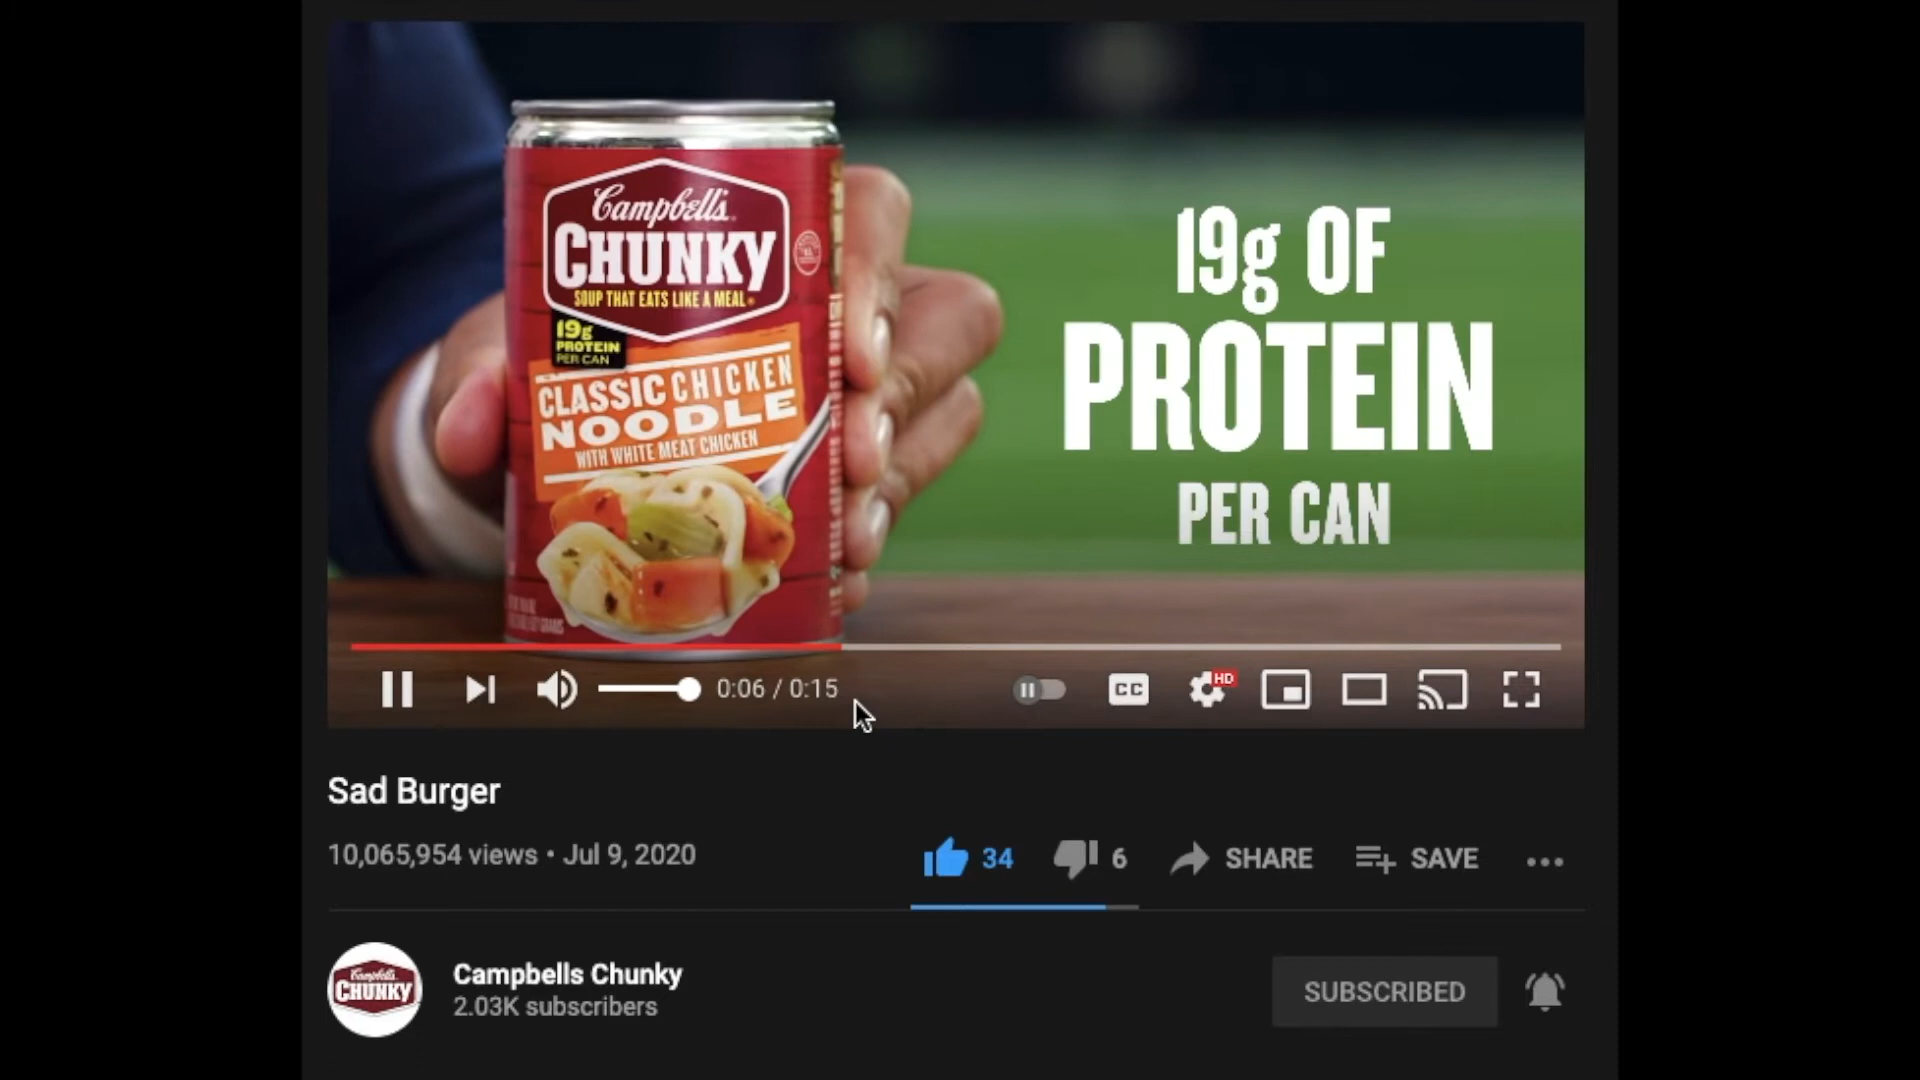 Campbell's
CHUNKY
SOUP THAT EATS LIKE A MEAL
19g
PROTEIN
PER CAN
CLASSIC CHICKEN
NOODLE
WITH WHITE MEAT CHICKEN
19g OF
PROTEIN
PER CAN
0:06 / 0:15
CC
HD
Sad Burger
10,065,954 views • Jul 9, 2020
34
6
SHARE
SAVE
Campbell's
CHUNKY
Campbells Chunky
2.03K subscribers
SUBSCRIBED